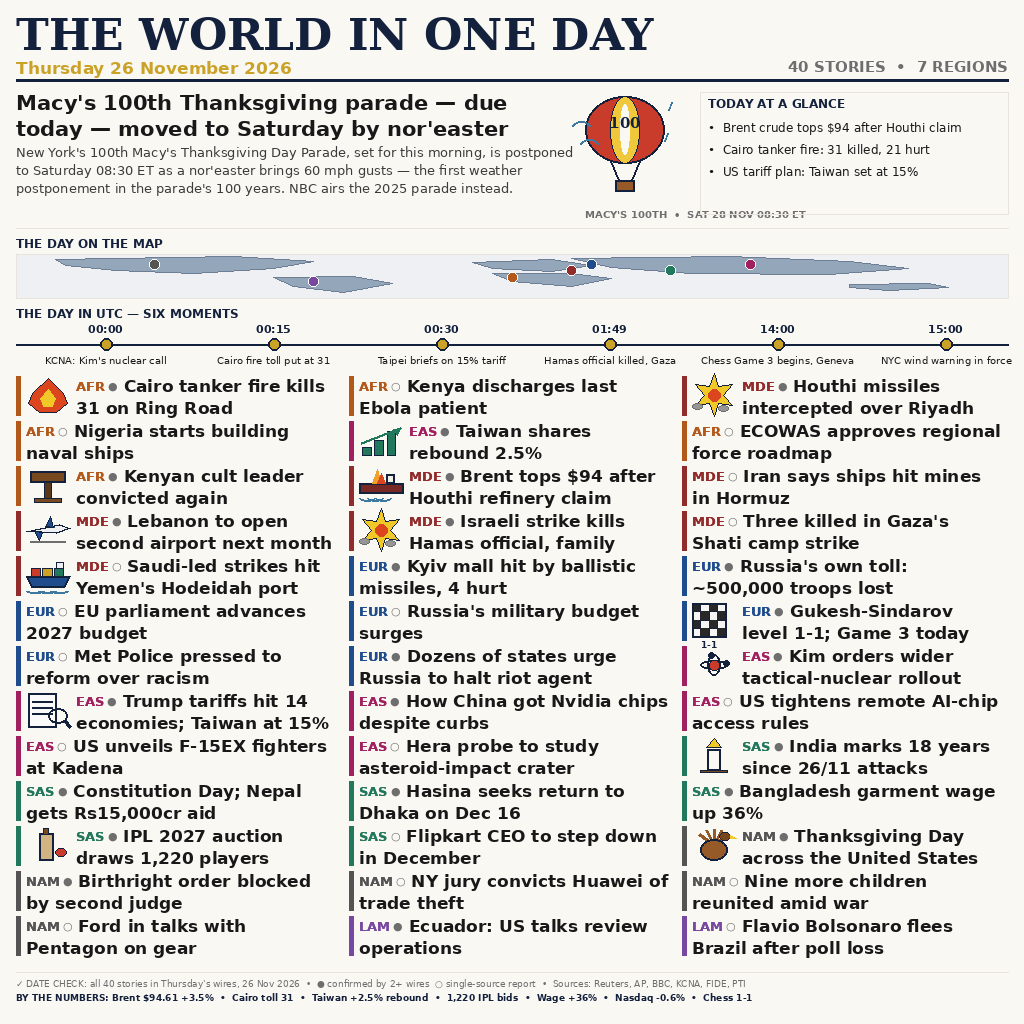 THE WORLD IN ONE DAY
Thursday 26 November 2026
40 STORIES • 7 REGIONS
Macy's 100th Thanksgiving parade — due
today — moved to Saturday by nor'easter
New York's 100th Macy's Thanksgiving Day Parade, set for this morning, is postponed
to Saturday 08:30 ET as a nor'easter brings 60 mph gusts — the first weather
postponement in the parade's 100 years. NBC airs the 2025 parade instead.
100
MACY'S 100TH • SAT 28 NOV 08:30 ET
TODAY AT A GLANCE
• Brent crude tops $94 after Houthi claim
• Cairo tanker fire: 31 killed, 21 hurt
• US tariff plan: Taiwan set at 15%
THE DAY ON THE MAP
THE DAY IN UTC — SIX MOMENTS
00:00 00:15 00:30 01:49 14:00 15:00
KCNA: Kim's nuclear call Cairo fire toll put at 31 Taipei briefs on 15% tariff Hamas official killed, Gaza Chess Game 3 begins, Geneva NYC wind warning in force
AFR ● Cairo tanker fire kills
31 on Ring Road
AFR ○ Kenya discharges last
Ebola patient
MDE ● Houthi missiles
intercepted over Riyadh
AFR ○ Nigeria starts building
naval ships
EAS ● Taiwan shares
rebound 2.5%
AFR ○ ECOWAS approves regional
force roadmap
AFR ● Kenyan cult leader
convicted again
MDE ● Brent tops $94 after
Houthi refinery claim
MDE ○ Iran says ships hit mines
in Hormuz
MDE ● Lebanon to open
second airport next month
MDE ● Israeli strike kills
Hamas official, family
MDE ○ Three killed in Gaza's
Shati camp strike
MDE ○ Saudi-led strikes hit
Yemen's Hodeidah port
EUR ● Kyiv mall hit by ballistic
missiles, 4 hurt
EUR ● Russia's own toll:
~500,000 troops lost
EUR ○ EU parliament advances
2027 budget
EUR ○ Russia's military budget
surges
EUR ● Gukesh-Sindarov
level 1-1; Game 3 today
1-1
EUR ○ Met Police pressed to
reform over racism
EUR ● Dozens of states urge
Russia to halt riot agent
EAS ● Kim orders wider
tactical-nuclear rollout
EAS ● Trump tariffs hit 14
economies; Taiwan at 15%
EAS ● How China got Nvidia chips
despite curbs
EAS ○ US tightens remote AI-chip
access rules
EAS ○ US unveils F-15EX fighters
at Kadena
EAS ○ Hera probe to study
asteroid-impact crater
SAS ● India marks 18 years
since 26/11 attacks
SAS ● Constitution Day; Nepal
gets Rs15,000cr aid
SAS ● Hasina seeks return to
Dhaka on Dec 16
SAS ● Bangladesh garment wage
up 36%
SAS ● IPL 2027 auction
draws 1,220 players
SAS ○ Flipkart CEO to step down
in December
NAM ● Thanksgiving Day
across the United States
NAM ● Birthright order blocked
by second judge
NAM ○ NY jury convicts Huawei of
trade theft
NAM ○ Nine more children
reunited amid war
NAM ○ Ford in talks with
Pentagon on gear
LAM ● Ecuador: US talks review
operations
LAM ○ Flavio Bolsonaro flees
Brazil after poll loss
✓ DATE CHECK: all 40 stories in Thursday's wires, 26 Nov 2026 • ● confirmed by 2+ wires ○ single-source report • Sources: Reuters, AP, BBC, KCNA, FIDE, PTI
BY THE NUMBERS: Brent $94.61 +3.5% • Cairo toll 31 • Taiwan +2.5% rebound • 1,220 IPL bids • Wage +36% • Nasdaq -0.6% • Chess 1-1